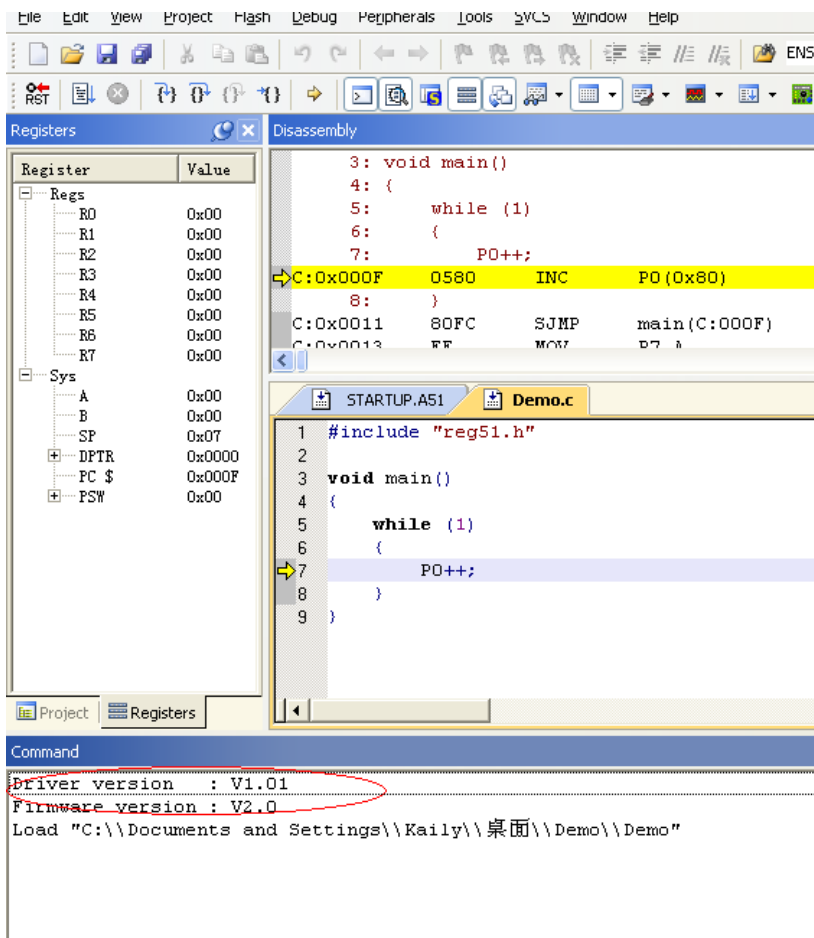 File Edit View Project Flash Debug Peripherals Tools SVCS Window Help
ENS
RST
Registers
Register Value
Regs
R0 0x00
R1 0x00
R2 0x00
R3 0x00
R4 0x00
R5 0x00
R6 0x00
R7 0x00
Sys
A 0x00
B 0x00
SP 0x07
DPTR 0x0000
PC $ 0x000F
PSW 0x00
Project Registers
Disassembly
3: void main()
4: {
5: while (1)
6: {
7: P0++;
C:0x000F 0580 INC P0(0x80)
8: }
C:0x0011 80FC SJMP main(C:000F)
C:0x0013 FF MOV R7,A
STARTUP.A51 Demo.c
1 #include "reg51.h"
2
3 void main()
4 {
5 while (1)
6 {
7 P0++;
8 }
9 }
Command
Driver version : V1.01
Firmware version : V2.0
Load "C:\\Documents and Settings\\Kaily\\桌面\\Demo\\Demo"